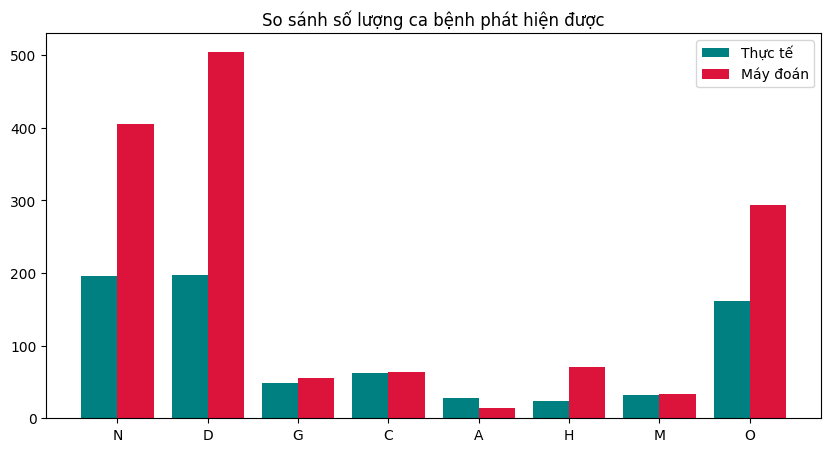 So sánh số lượng ca bệnh phát hiện được
Thực tế
Máy đoán
500
400
300
200
100
0
N D G C A H M O